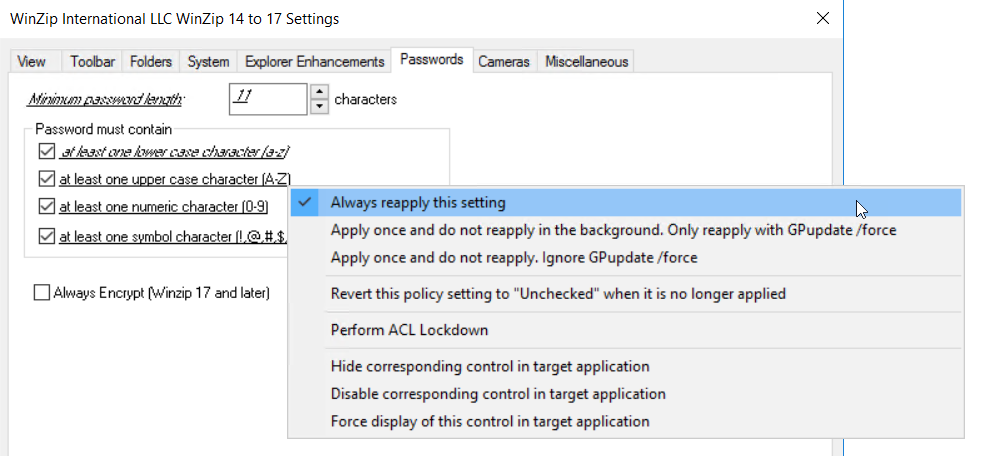 WinZip International LLC WinZip 14 to 17 Settings
View Toolbar Folders System Explorer Enhancements Passwords Cameras Miscellaneous
Minimum password length: 11 characters
Password must contain
at least one lower case character (a-z)
at least one upper case character (A-Z)
at least one numeric character (0-9)
at least one symbol character (!,@,#,$,
Always Encrypt (Winzip 17 and later)
Always reapply this setting
Apply once and do not reapply in the background. Only reapply with GPupdate /force
Apply once and do not reapply. Ignore GPupdate /force
Revert this policy setting to "Unchecked" when it is no longer applied
Perform ACL Lockdown
Hide corresponding control in target application
Disable corresponding control in target application
Force display of this control in target application